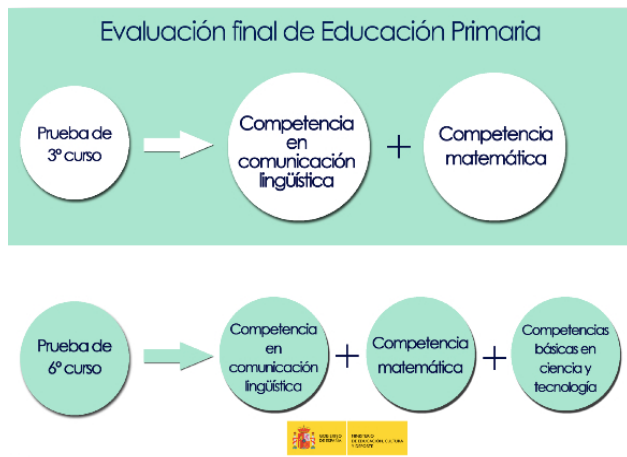 Evaluación final de Educación Primaria
Prueba de
3º curso
Competencia
en
comunicación
lingüística
+
Competencia
matemática
Prueba de
6º curso
Competencia
en
comunicación
lingüística
+
Competencia
matemática
+
Competencias
básicas en
ciencia y
tecnología
GOBIERNO
DE ESPAÑA
MINISTERIO
DE EDUCACIÓN, CULTURA
Y DEPORTE